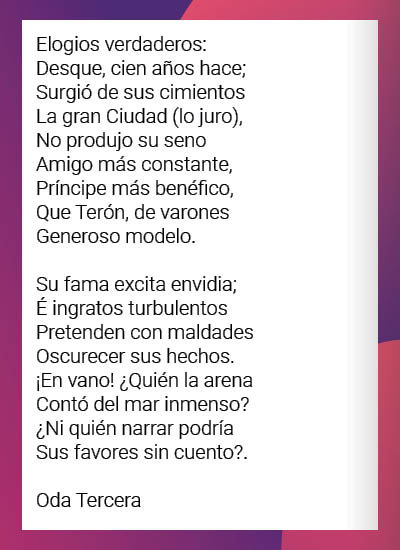 Elogios verdaderos:
Desque, cien años hace;
Surgió de sus cimientos
La gran Ciudad (lo juro),
No produjo su seno
Amigo más constante,
Príncipe más benéfico,
Que Terón, de varones
Generoso modelo.

Su fama excita envidia;
É ingratos turbulentos
Pretenden con maldades
Oscurecer sus hechos.
¡En vano! ¿Quién la arena
Contó del mar inmenso?
¿Ni quién narrar podría
Sus favores sin cuento?.

Oda Tercera